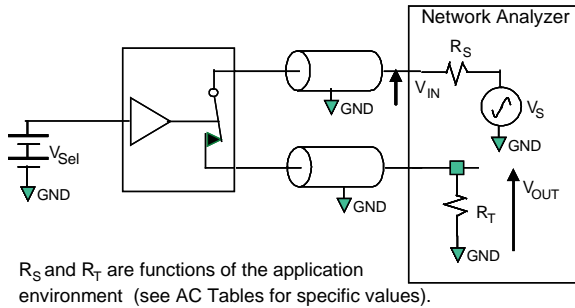 Network Analyzer
R_S
V_IN
GND
V_S
GND
V_Sel
GND
GND
V_OUT
R_T
GND
R_S and R_T are functions of the application
environment (see AC Tables for specific values).